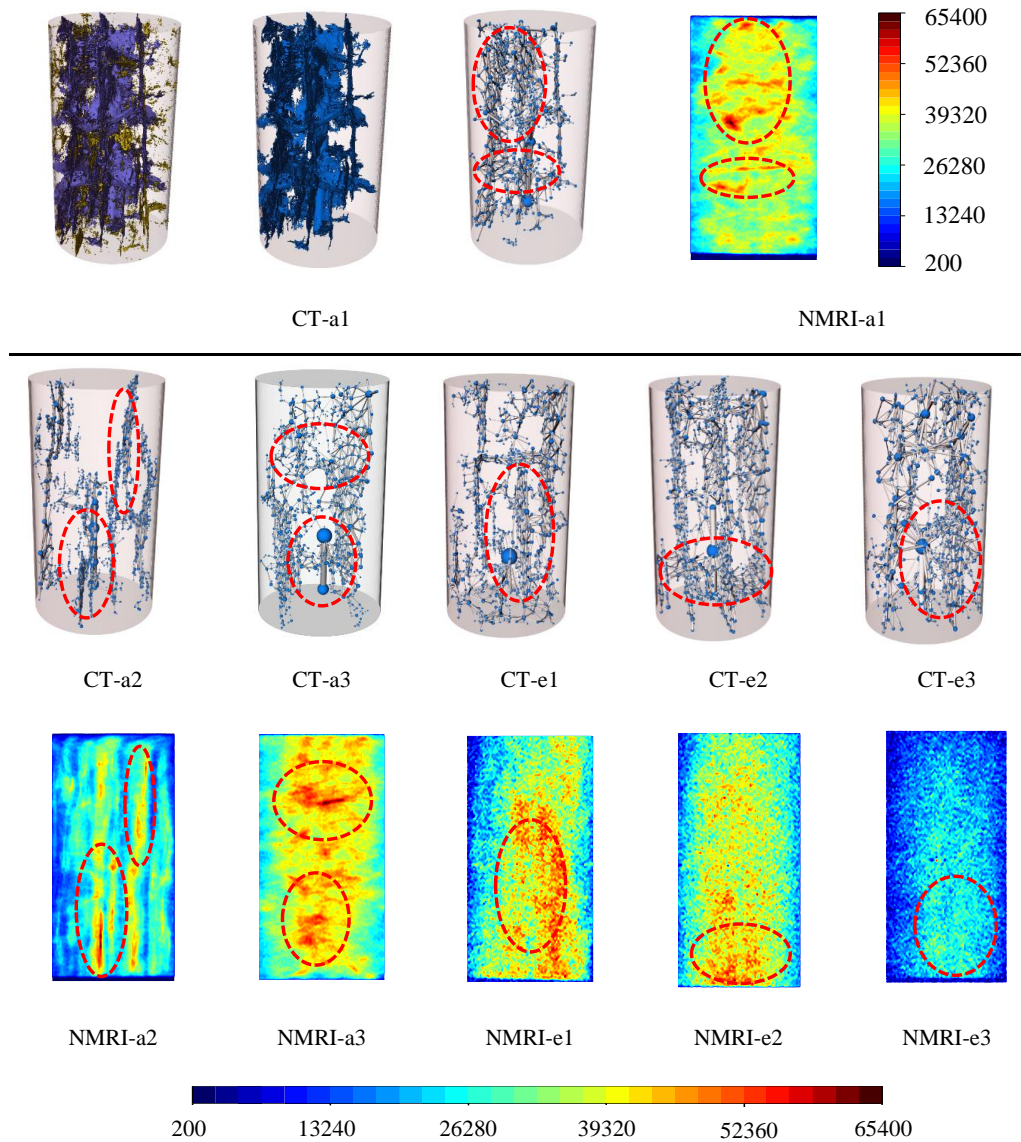 65400
52360
39320
26280
13240
200
CT-a1
NMRI-a1
CT-a2
CT-a3
CT-e1
CT-e2
CT-e3
NMRI-a2
NMRI-a3
NMRI-e1
NMRI-e2
NMRI-e3
200
13240
26280
39320
52360
65400